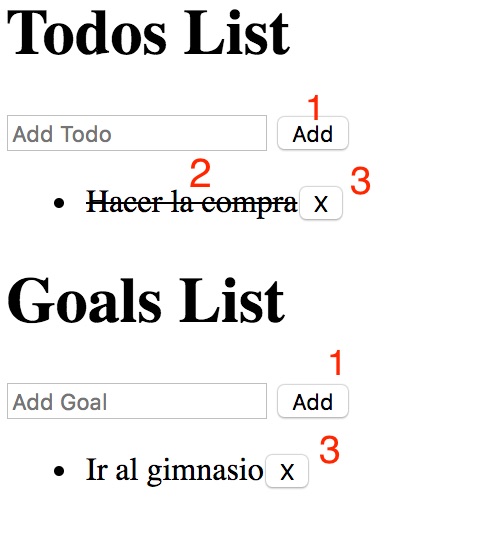 Todos List
1
Add Todo Add
2
Hacer la compra X 3
Goals List
1
Add Goal Add
3
Ir al gimnasio X